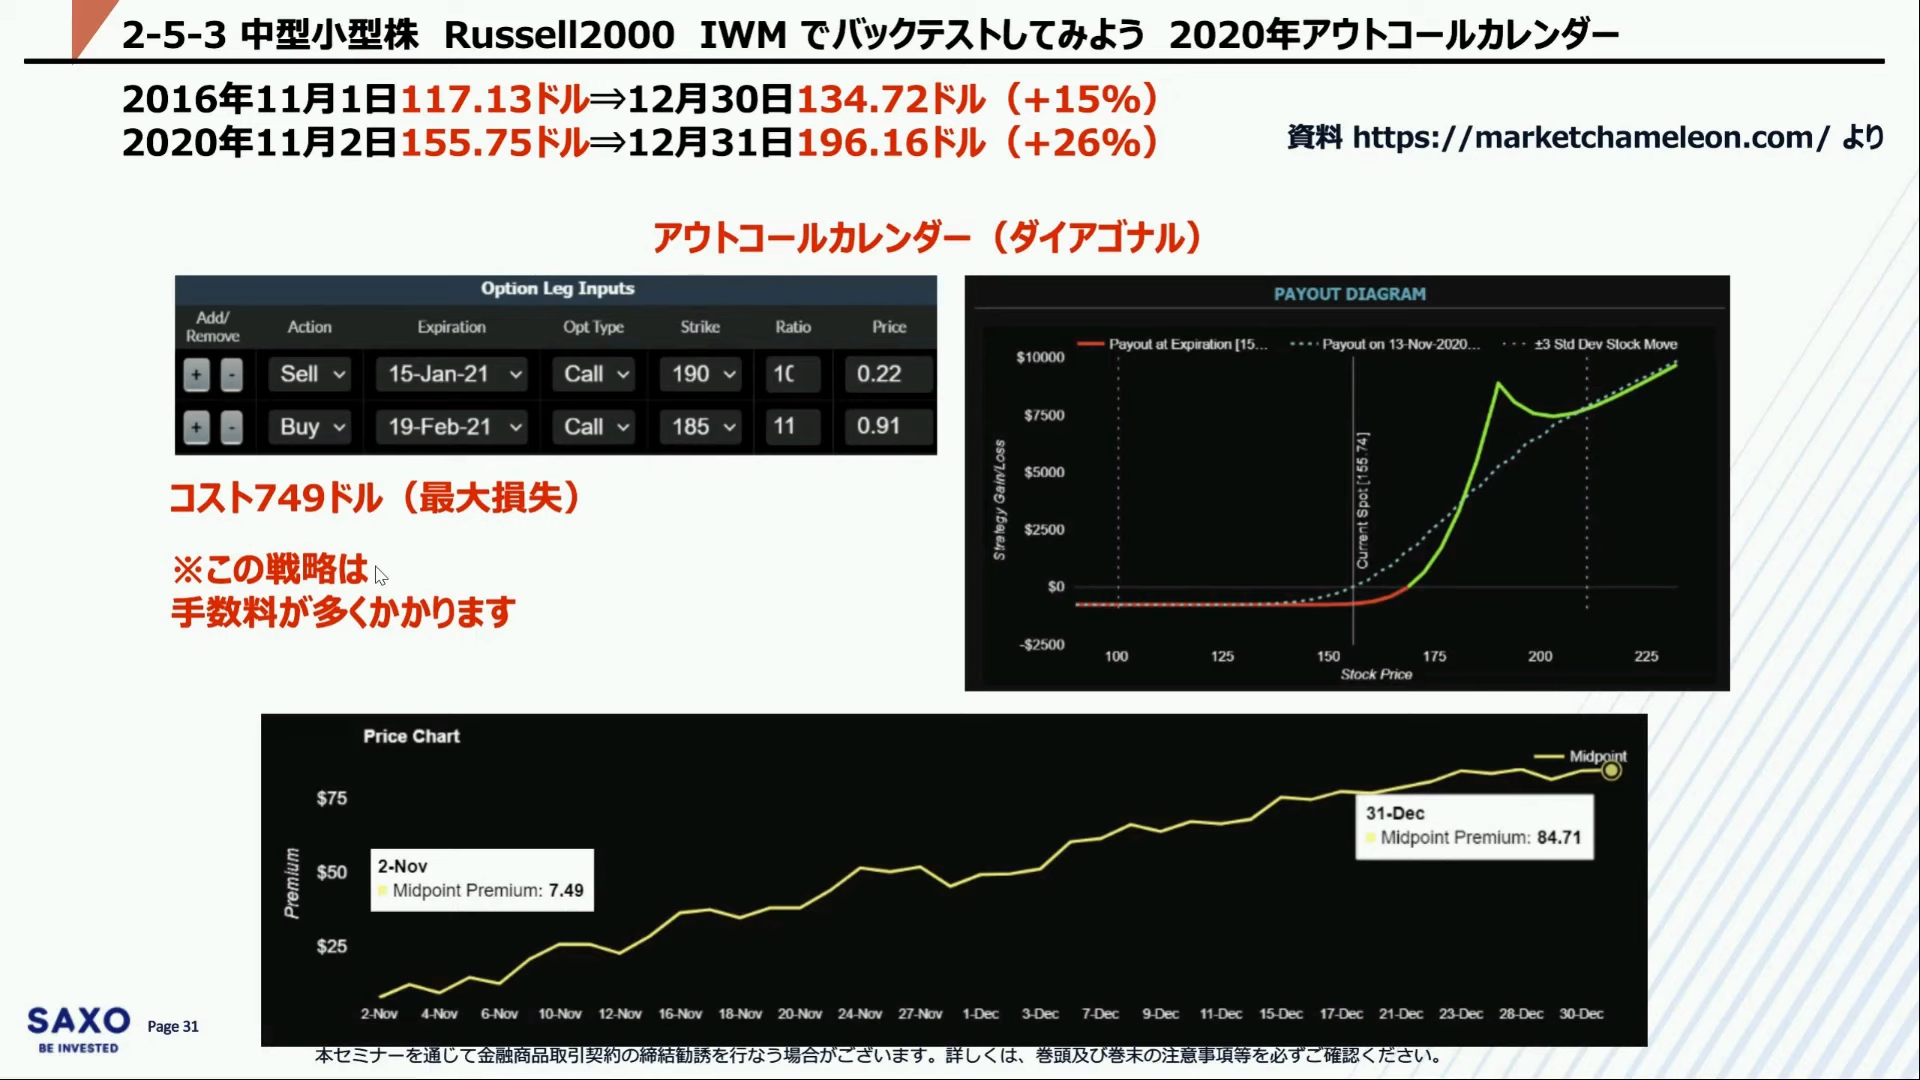 2-5-3 中型小型株 Russell2000 IWM でバックテストしてみよう 2020年アウトコールカレンダー
2016年11月1日117.13ドル⇒12月30日134.72ドル（+15%）
2020年11月2日155.75ドル⇒12月31日196.16ドル（+26%）
資料 https://marketchameleon.com/ より
アウトコールカレンダー（ダイアゴナル）
Option Leg Inputs
Add/Remove Action Expiration Opt Type Strike Ratio Price
+ - Sell 15-Jan-21 Call 190 10 0.22
+ - Buy 19-Feb-21 Call 185 11 0.91
コスト749ドル（最大損失）
※この戦略は
手数料が多くかかります
PAYOUT DIAGRAM
Payout at Expiration [15... Payout on 13-Nov-2020... ±3 Std Dev Stock Move
$10000
$7500
$5000
$2500
$0
-$2500
Strategy Gain/Loss
Current Spot [155.74]
100 125 150 175 200 225
Stock Price
Price Chart
Midpoint
$75
$50
$25
Premium
2-Nov
Midpoint Premium: 7.49
31-Dec
Midpoint Premium: 84.71
2-Nov 4-Nov 6-Nov 10-Nov 12-Nov 16-Nov 18-Nov 20-Nov 24-Nov 27-Nov 1-Dec 3-Dec 7-Dec 9-Dec 11-Dec 15-Dec 17-Dec 21-Dec 23-Dec 28-Dec 30-Dec
SAXO
BE INVESTED
Page 31
本セミナーを通じて金融商品取引契約の締結勧誘を行なう場合がございます。詳しくは、巻頭及び巻末の注意事項等を必ずご確認ください。